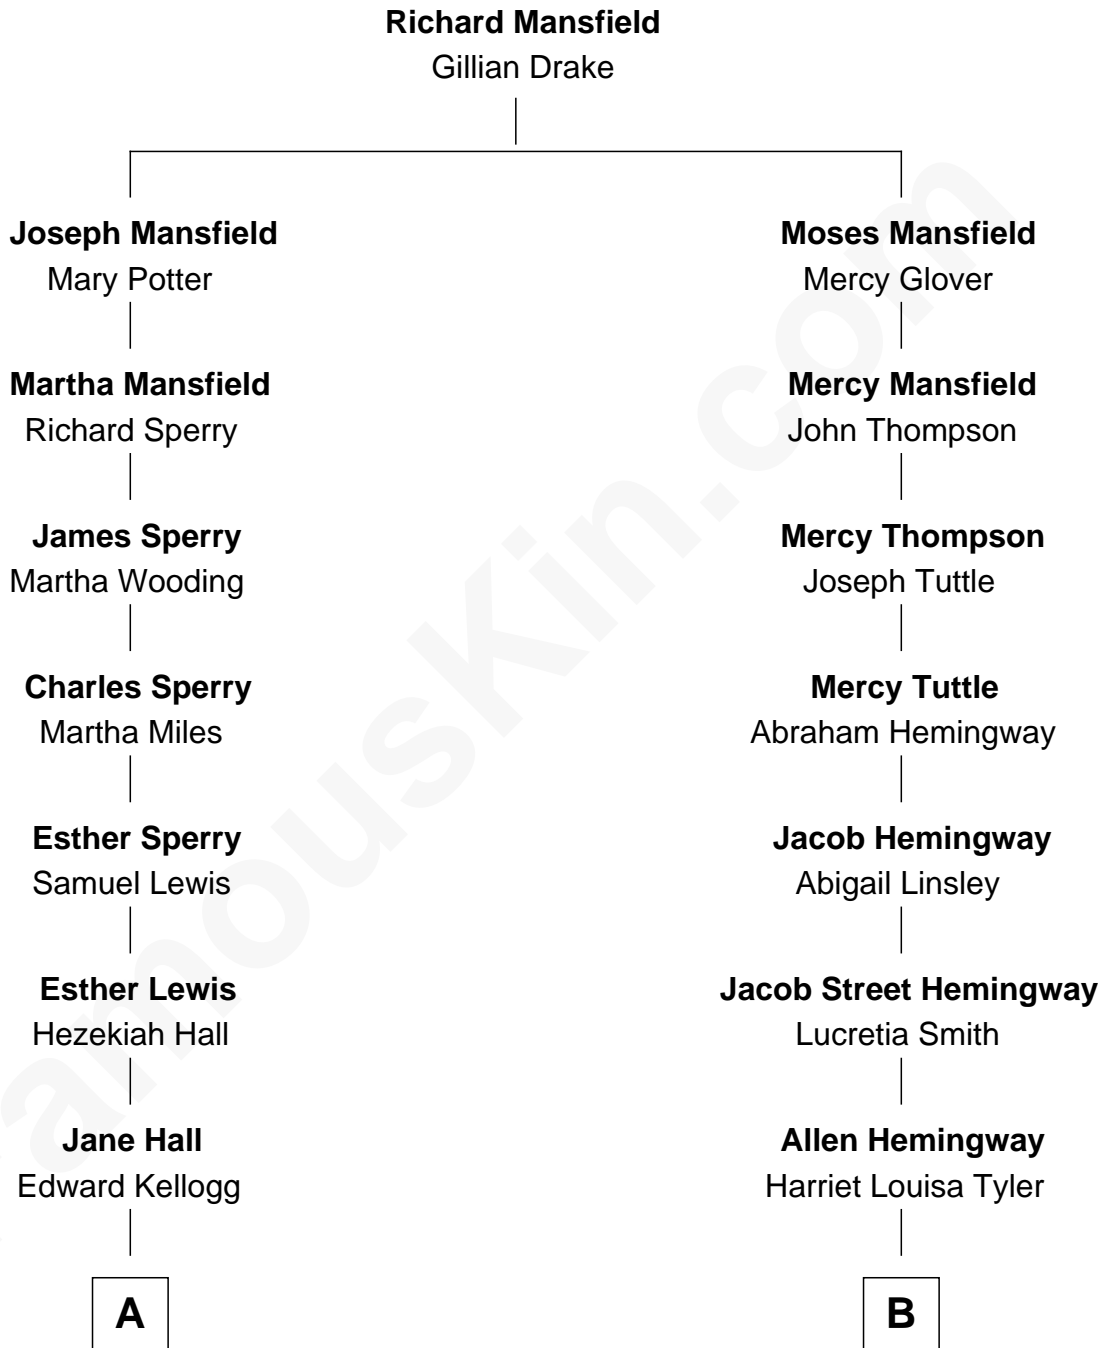 Richard Mansfield
Gillian Drake
Joseph Mansfield
Mary Potter
Martha Mansfield
Richard Sperry
James Sperry
Martha Wooding
Charles Sperry
Martha Miles
Esther Sperry
Samuel Lewis
Esther Lewis
Hezekiah Hall
Jane Hall
Edward Kellogg
A
Moses Mansfield
Mercy Glover
Mercy Mansfield
John Thompson
Mercy Thompson
Joseph Tuttle
Mercy Tuttle
Abraham Hemingway
Jacob Hemingway
Abigail Linsley
Jacob Street Hemingway
Lucretia Smith
Allen Hemingway
Harriet Louisa Tyler
B
amousKin.com